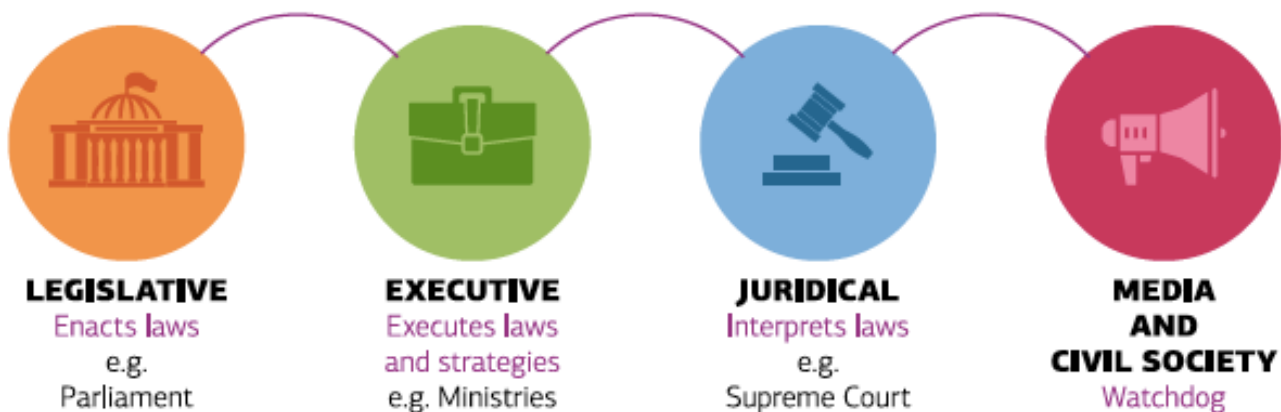 LEGISLATIVE
Enacts laws
e.g.
Parliament
EXECUTIVE
Executes laws
and strategies
e.g. Ministries
JURIDICAL
Interprets laws
e.g.
Supreme Court
MEDIA
AND
CIVIL SOCIETY
Watchdog